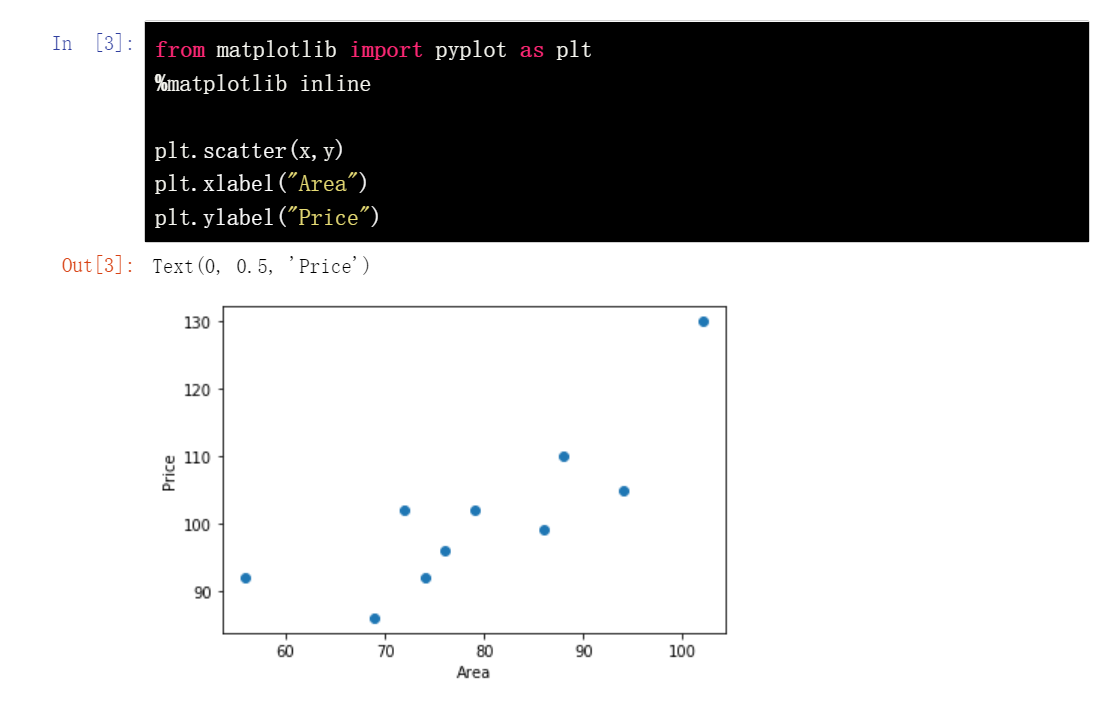 In [3]:
from matplotlib import pyplot as plt
%matplotlib inline
plt.scatter(x,y)
plt.xlabel("Area")
plt.ylabel("Price")
Out[3]: Text(0, 0.5, 'Price')
130
120
110
100
90
Price
60 70 80 90 100
Area